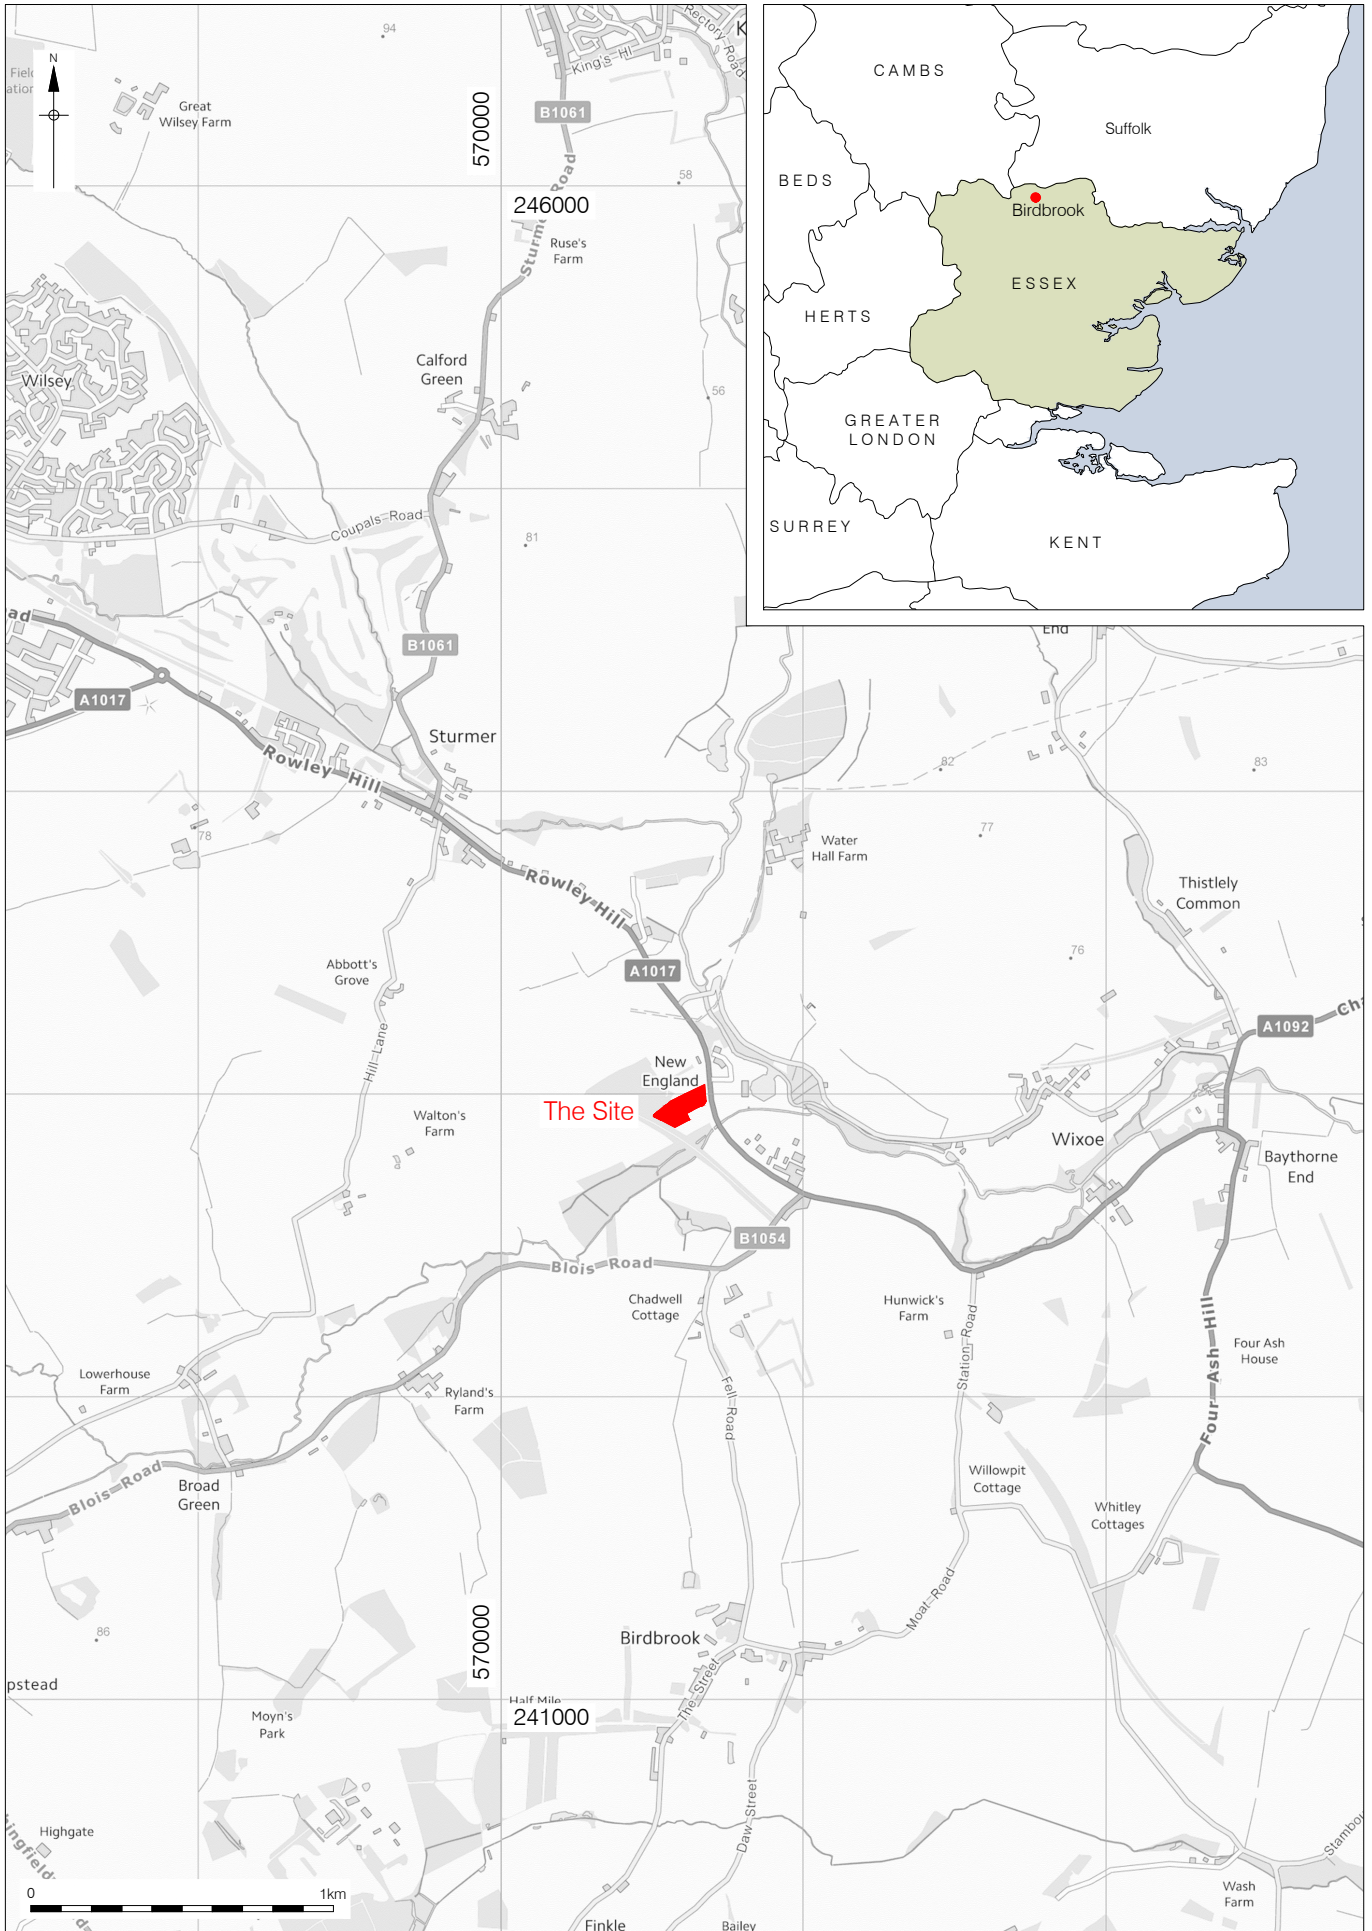 94
King's Hl
Rectory Road
K
N
Great
Wilsey Farm
B1061
570000
58
246000
Sturmer Road
Ruse's
Farm
Calford
Green
Wilsey
56
Coupals Road
81
B1061
A1017
Sturmer
Rowley Hill
78
Rowley Hill
Abbott's
Grove
A1017
Hill Lane
New
England
The Site
Walton's
Farm
CAMBS
Suffolk
BEDS
Birdbrook
ESSEX
HERTS
GREATER
LONDON
SURREY
KENT
End
82
83
77
Water
Hall Farm
Thistlely
Common
76
A1092
Wixoe
Baythorne
End
B1054
Blois Road
Chadwell
Cottage
Hunwick's
Farm
Station Road
Four Ash Hill
Four Ash
House
Lowerhouse
Farm
Ryland's
Farm
Fell Road
Blois Road
Broad
Green
Willowpit
Cottage
Whitley
Cottages
Moat Road
86
570000
Birdbrook
The Street
pstead
Moyn's
Park
Half Mile
241000
Daw Street
Highgate
0
1km
Finkle
Bailey
Wash
Farm